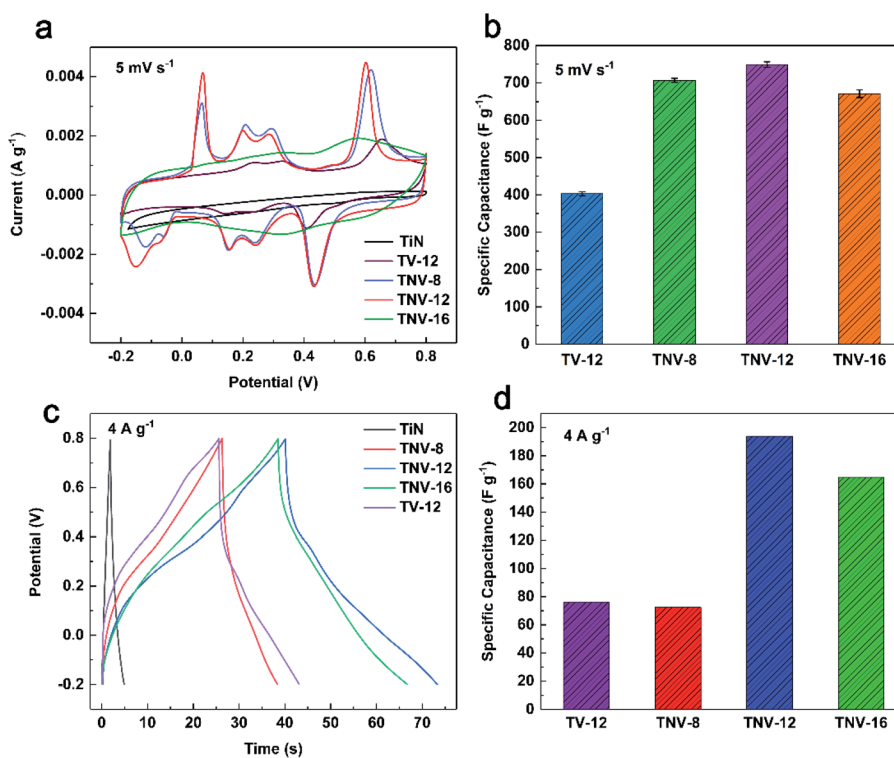 a
5 mV s⁻¹
0.004
0.002
0.000
-0.002
-0.004
Current (A g⁻¹)
TiN
TV-12
TNV-8
TNV-12
TNV-16
-0.2
0.0
0.2
0.4
0.6
0.8
Potential (V)
b
5 mV s⁻¹
800
700
600
500
400
300
200
100
0
Specific Capacitance (F g⁻¹)
TV-12
TNV-8
TNV-12
TNV-16
c
4 A g⁻¹
0.8
0.6
0.4
0.2
0.0
-0.2
Potential (V)
TiN
TNV-8
TNV-12
TNV-16
TV-12
0
10
20
30
40
50
60
70
Time (s)
d
4 A g⁻¹
200
180
160
140
120
100
80
60
40
20
0
Specific Capacitance (F g⁻¹)
TV-12
TNV-8
TNV-12
TNV-16